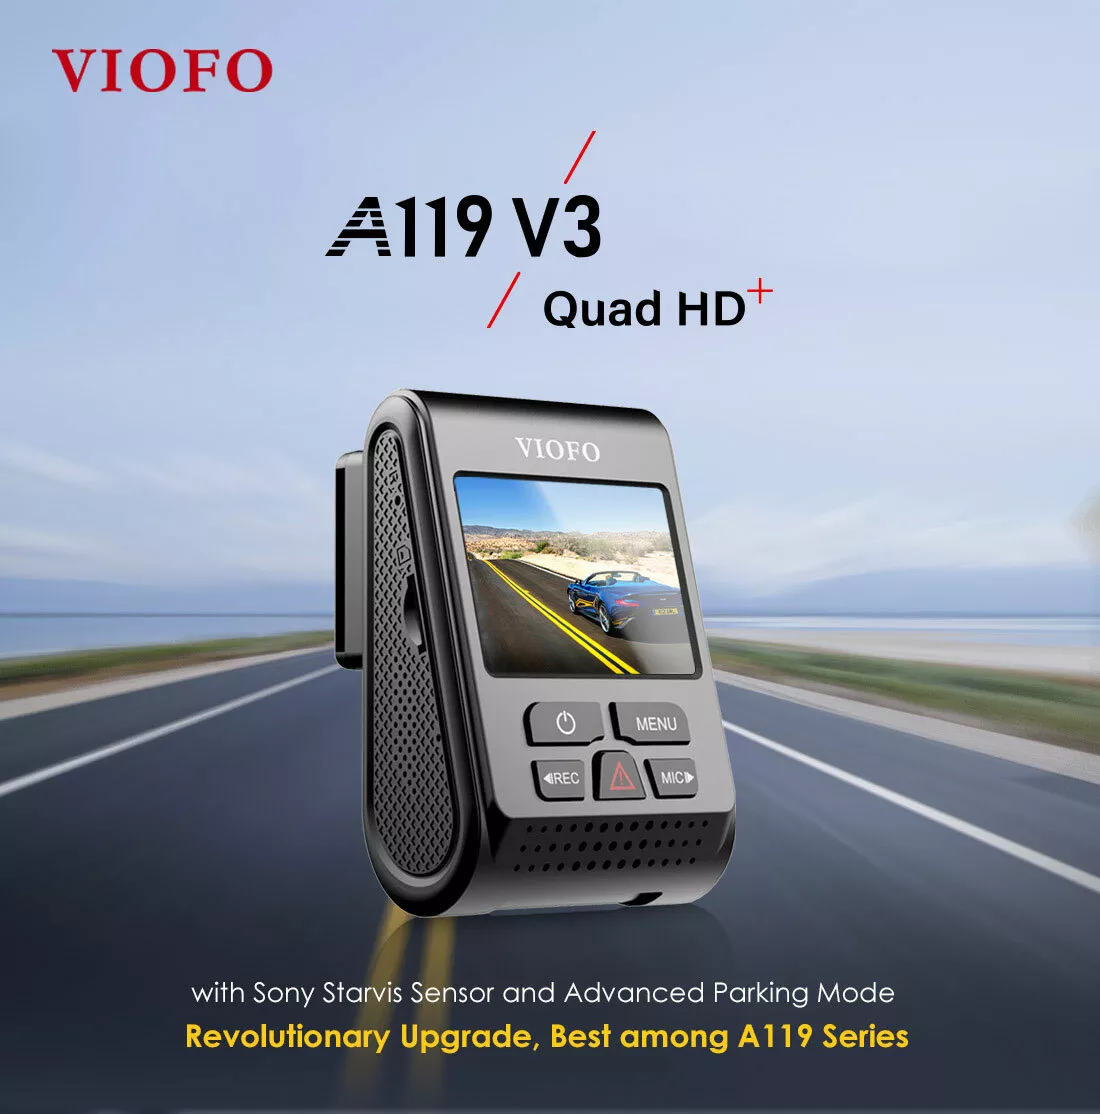 VIOFO
A119 V3
Quad HD+
VIOFO
MENU
REC
MIC
with Sony Starvis Sensor and Advanced Parking Mode
Revolutionary Upgrade, Best among A119 Series